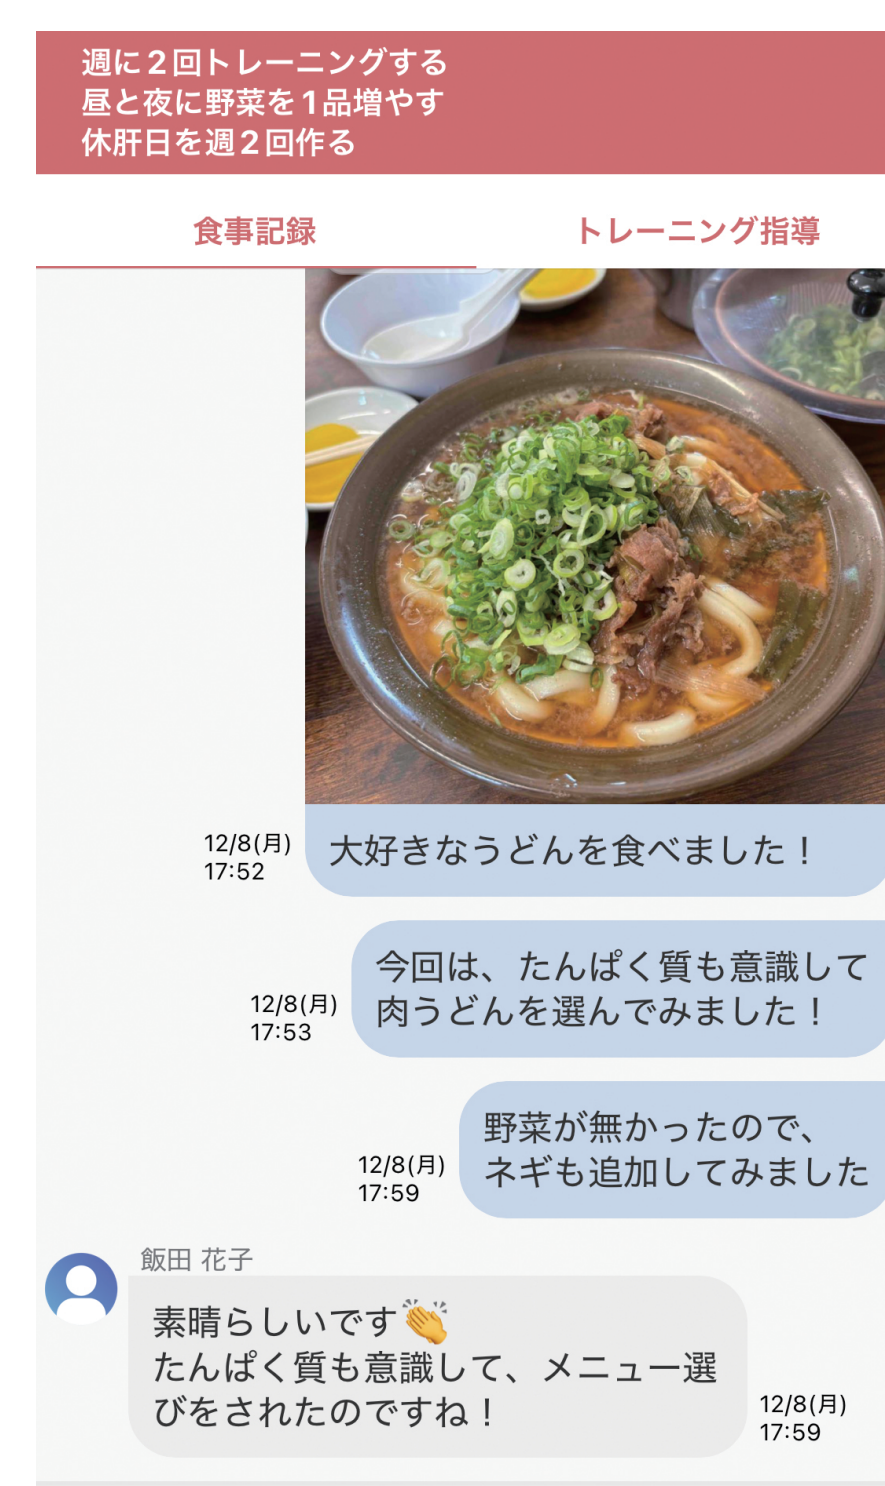 週に2回トレーニングする
昼と夜に野菜を1品増やす
休肝日を週2回作る
食事記録
トレーニング指導
大好きなうどんを食べました！
12/8(月)
17:52
今回は、たんぱく質も意識して
肉うどんを選んでみました！
12/8(月)
17:53
野菜が無かったので、
ネギも追加してみました
12/8(月)
17:59
飯田 花子
素晴らしいです👏
たんぱく質も意識して、メニュー選
びをされたのですね！
12/8(月)
17:59